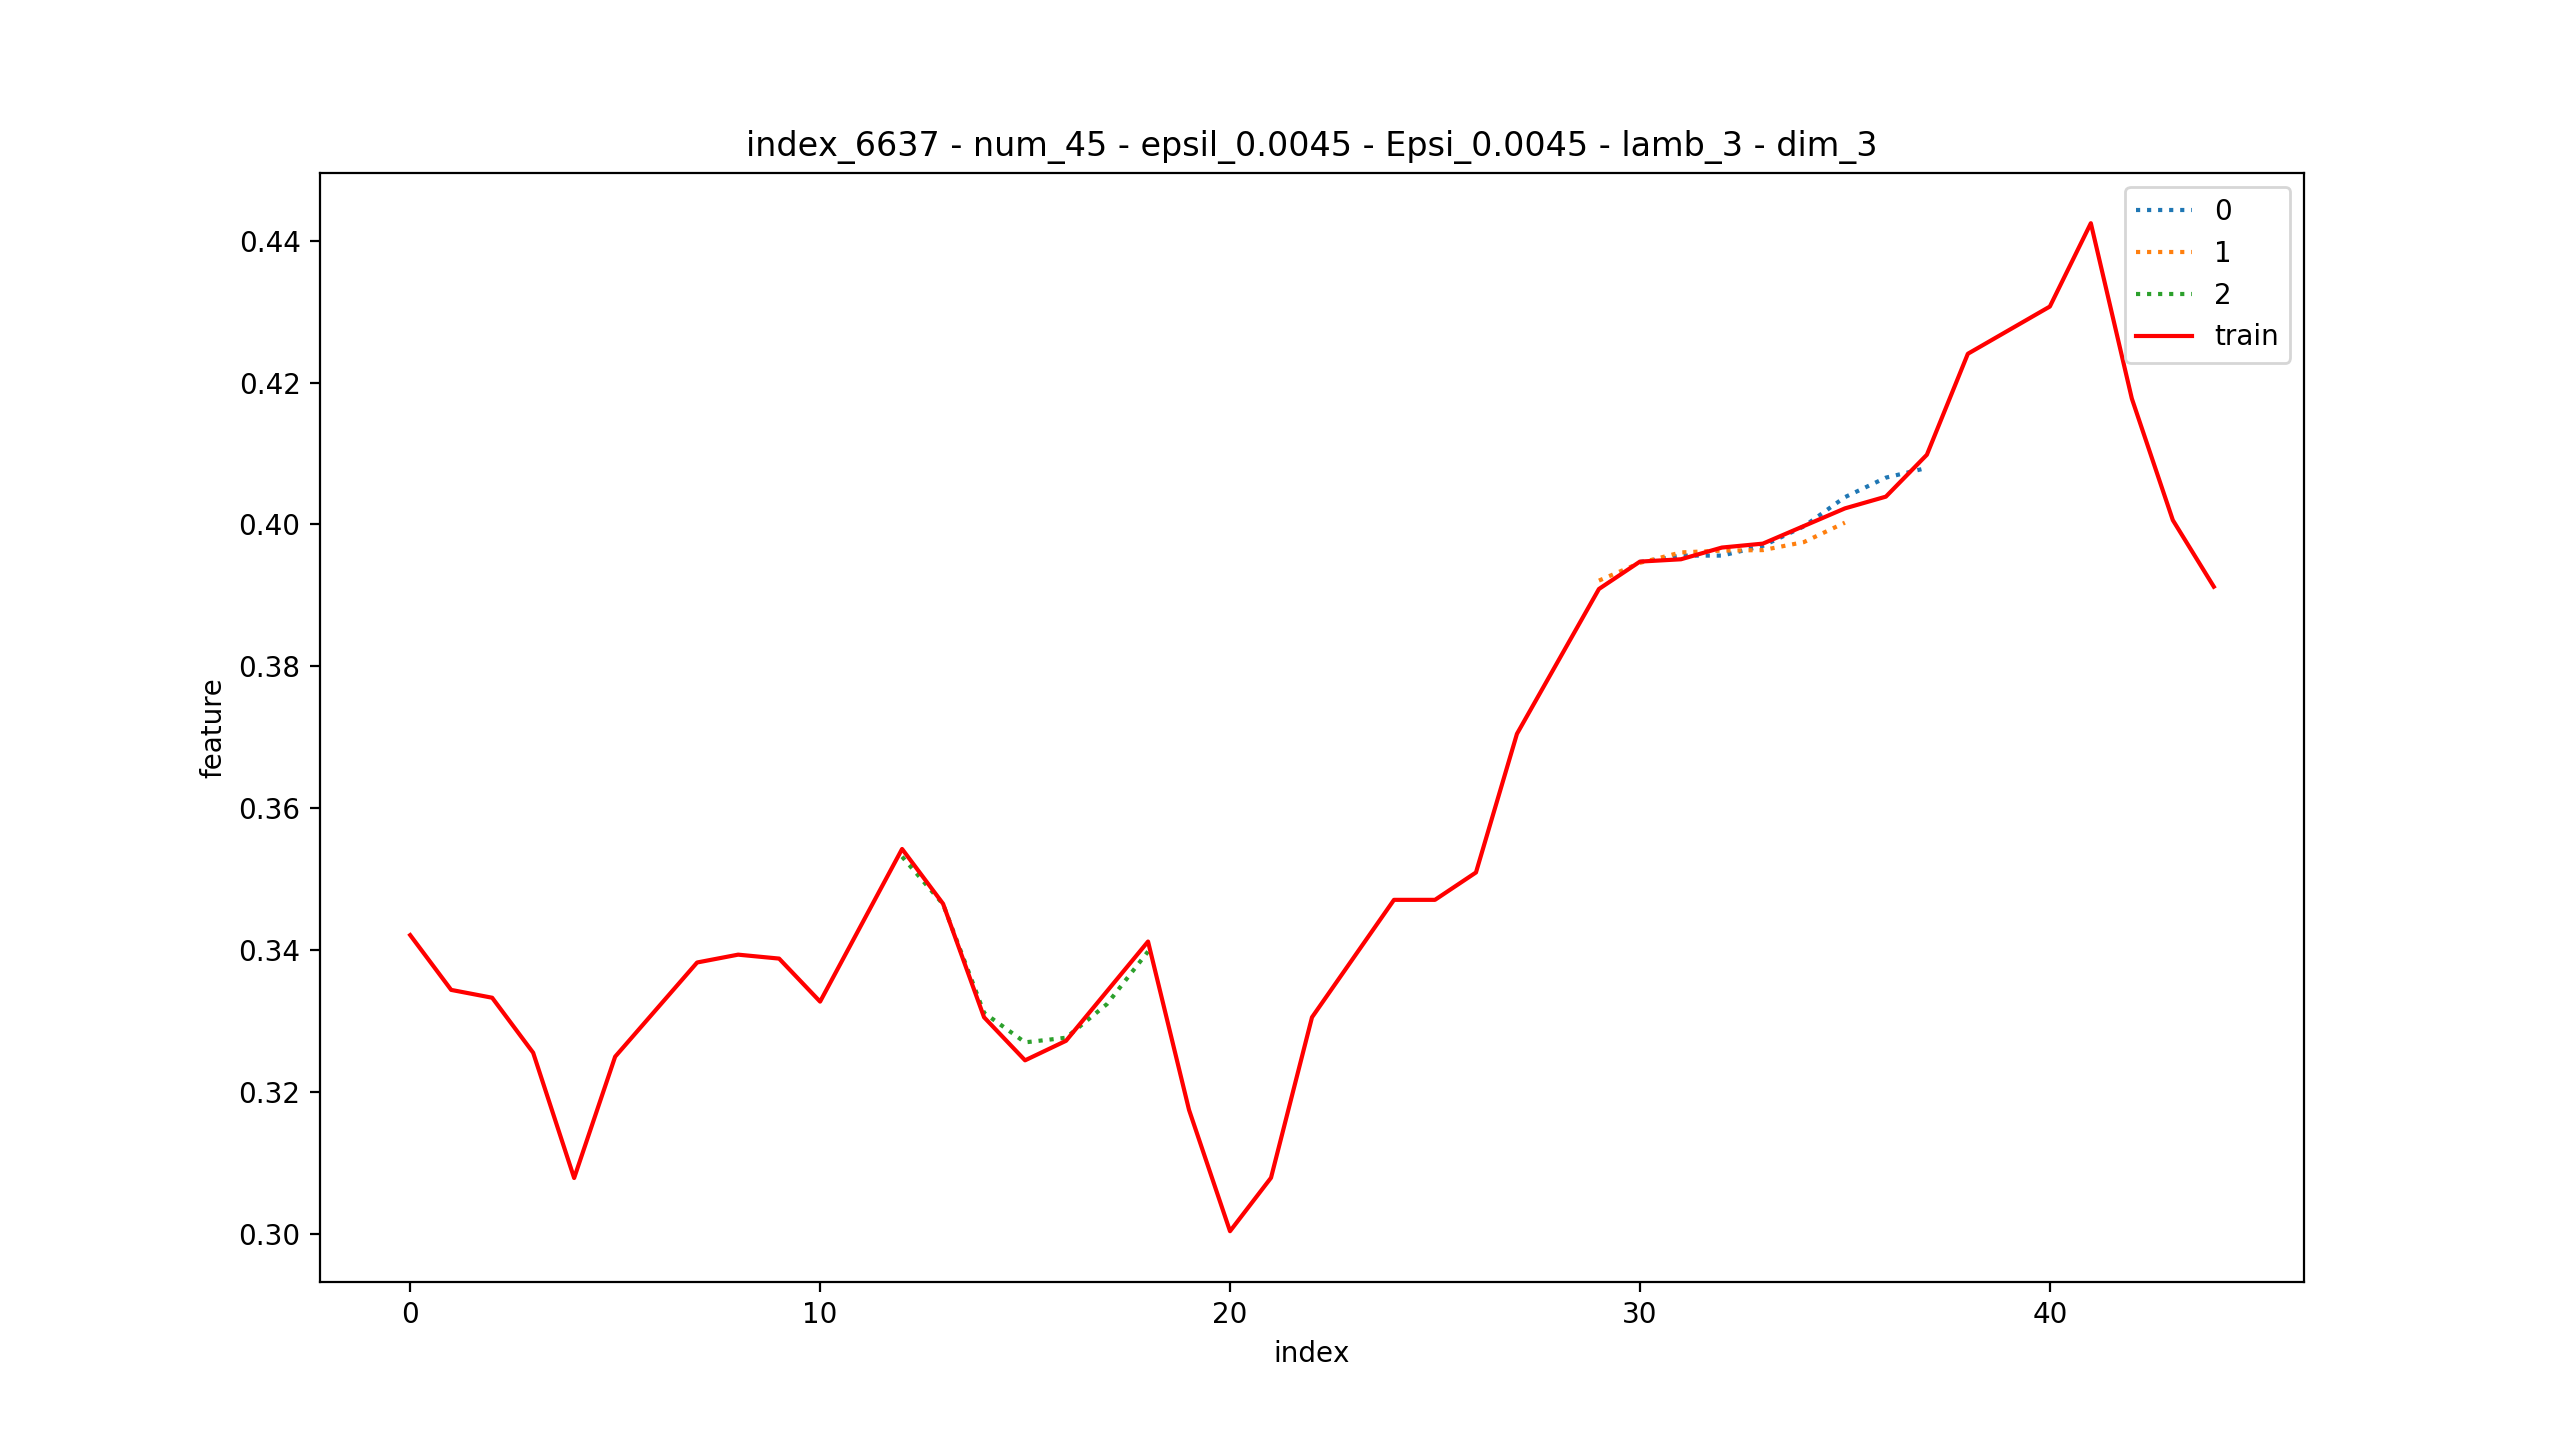 index_6637 - num_45 - epsil_0.0045 - Epsi_0.0045 - lamb_3 - dim_3
0
1
2
train
0.44
0.42
0.40
0.38
0.36
0.34
0.32
0.30
feature
0 10 20 30 40
index